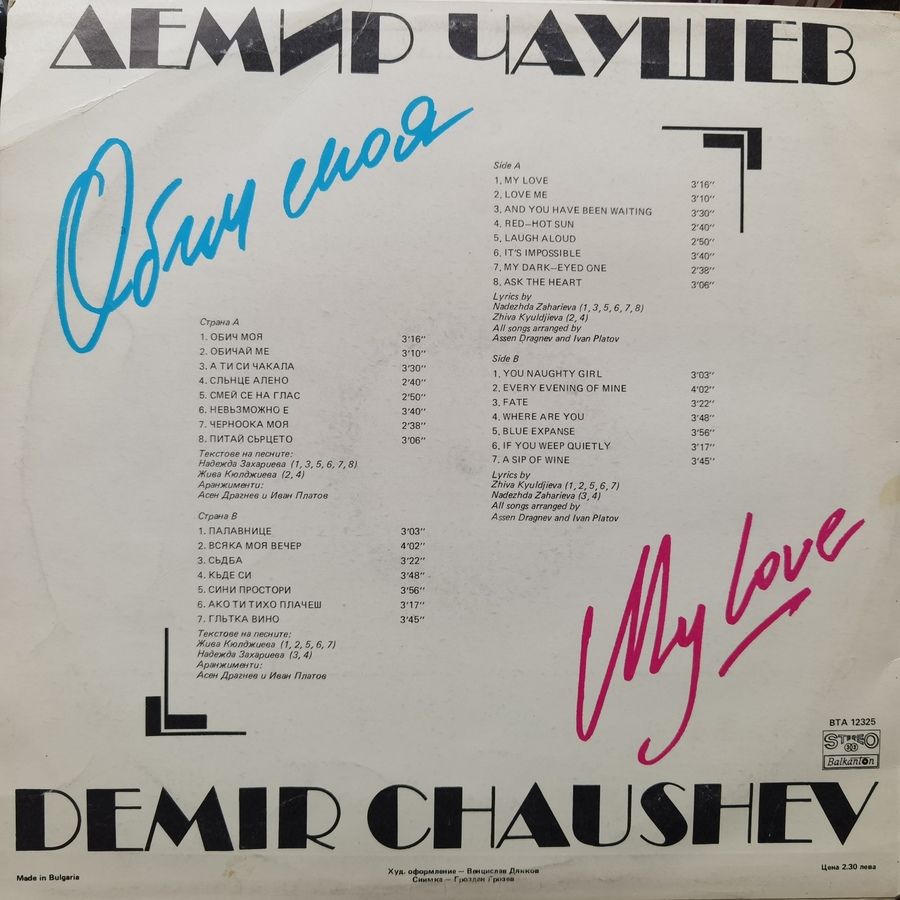 ДЕМИР ЧАУШЕВ
Обич моя
Страна А
1. ОБИЧ МОЯ 3'16''
2. ОБИЧАЙ МЕ 3'10''
3. А ТИ СИ ЧАКАЛА 3'30''
4. СЛЬНЦЕ АЛЕНО 2'40''
5. СМЕЙ СЕ НА ГЛАС 2'50''
6. НЕВЬЗМОЖНО Е 3'40''
7. ЧЕРНООКА МОЯ 2'38''
8. ПИТАЙ СЬРЦЕТО 3'06''
Текстове на песните:
Надежда Захариева (1, 3, 5, 6, 7, 8)
Жива Кюлджиева (2, 4)
Аранжименти:
Асен Драгнев и Иван Платов
Страна В
1. ПАЛАВНИЦЕ 3'03''
2. ВСЯКА МОЯ ВЕЧЕР 4'02''
3. СЬДБА 3'22''
4. КЬДЕ СИ 3'48''
5. СИНИ ПРОСТОРИ 3'56''
6. АКО ТИ ТИХО ПЛАЧЕШ 3'17''
7. ГЛЬТКА ВИНО 3'45''
Текстове на песните:
Жива Кюлджиева (1, 2, 5, 6, 7)
Надежда Захариева (3, 4)
Аранжименти:
Асен Драгнев и Иван Платов
Side A
1. MY LOVE 3'16''
2. LOVE ME 3'10''
3. AND YOU HAVE BEEN WAITING 3'30''
4. RED–HOT SUN 2'40''
5. LAUGH ALOUD 2'50''
6. IT'S IMPOSSIBLE 3'40''
7. MY DARK–EYED ONE 2'38''
8. ASK THE HEART 3'06''
Lyrics by
Nadezhda Zaharieva (1, 3, 5, 6, 7, 8)
Zhiva Kyuldjieva (2, 4)
All songs arranged by
Assen Dragnev and Ivan Platov
Side B
1. YOU NAUGHTY GIRL 3'03''
2. EVERY EVENING OF MINE 4'02''
3. FATE 3'22''
4. WHERE ARE YOU 3'48''
5. BLUE EXPANSE 3'56''
6. IF YOU WEEP QUIETLY 3'17''
7. A SIP OF WINE 3'45''
Lyrics by
Zhiva Kyuldjieva (1, 2, 5, 6, 7)
Nadezhda Zaharieva (3, 4)
All songs arranged by
Assen Dragnev and Ivan Platov
My love
BTA 12325
STEREO
Balkanton
DEMIR CHAUSHEV
Made in Bulgaria
Худ. оформление – Венцислав Дянков
Снимка – Гроздан Грозев
Цена 2.30 лева